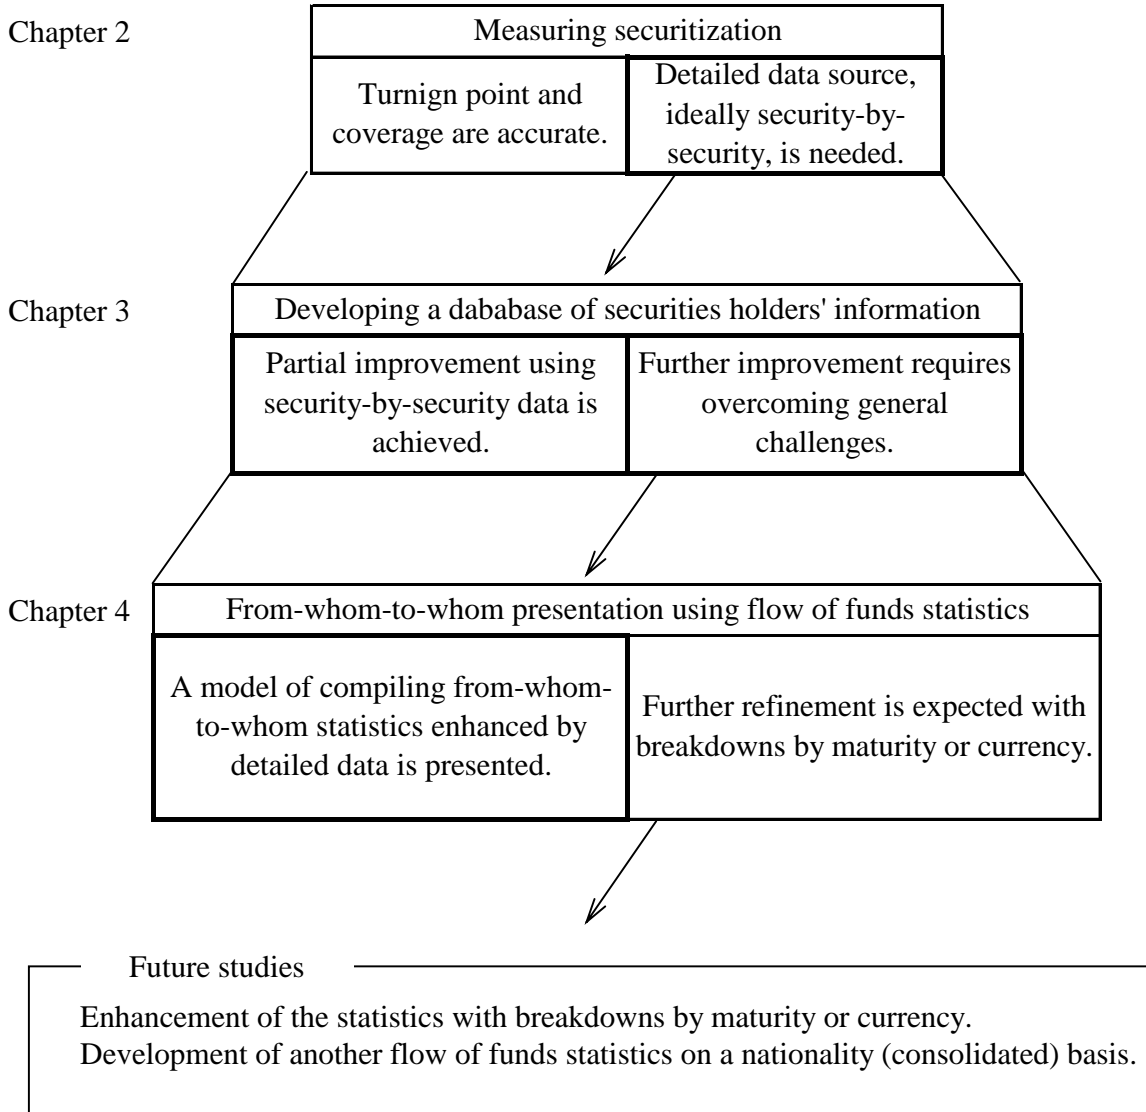 Chapter 2
Measuring securitization
Turnign point and
coverage are accurate.
Detailed data source,
ideally security-by-
security, is needed.
Chapter 3
Developing a dababase of securities holders' information
Partial improvement using
security-by-security data is
achieved.
Further improvement requires
overcoming general
challenges.
Chapter 4
From-whom-to-whom presentation using flow of funds statistics
A model of compiling from-whom-
to-whom statistics enhanced by
detailed data is presented.
Further refinement is expected with
breakdowns by maturity or currency.
Future studies
Enhancement of the statistics with breakdowns by maturity or currency.
Development of another flow of funds statistics on a nationality (consolidated) basis.